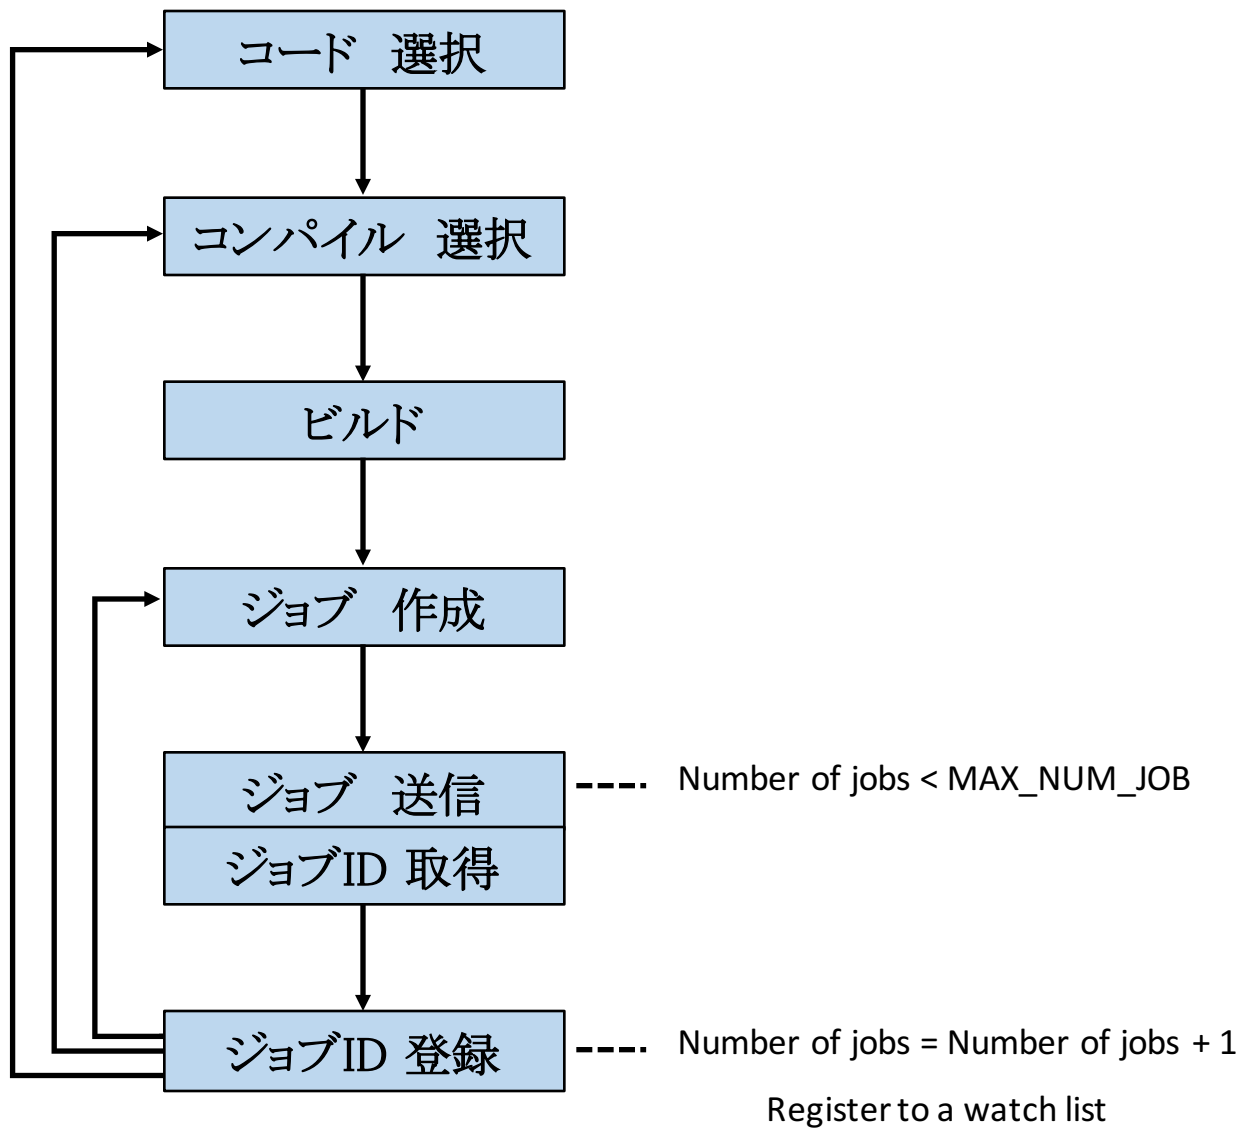 コード 選択
コンパイル 選択
ビルド
ジョブ 作成
ジョブ 送信
Number of jobs < MAX_NUM_JOB
ジョブID 取得
ジョブID 登録
Number of jobs = Number of jobs + 1
Register to a watch list